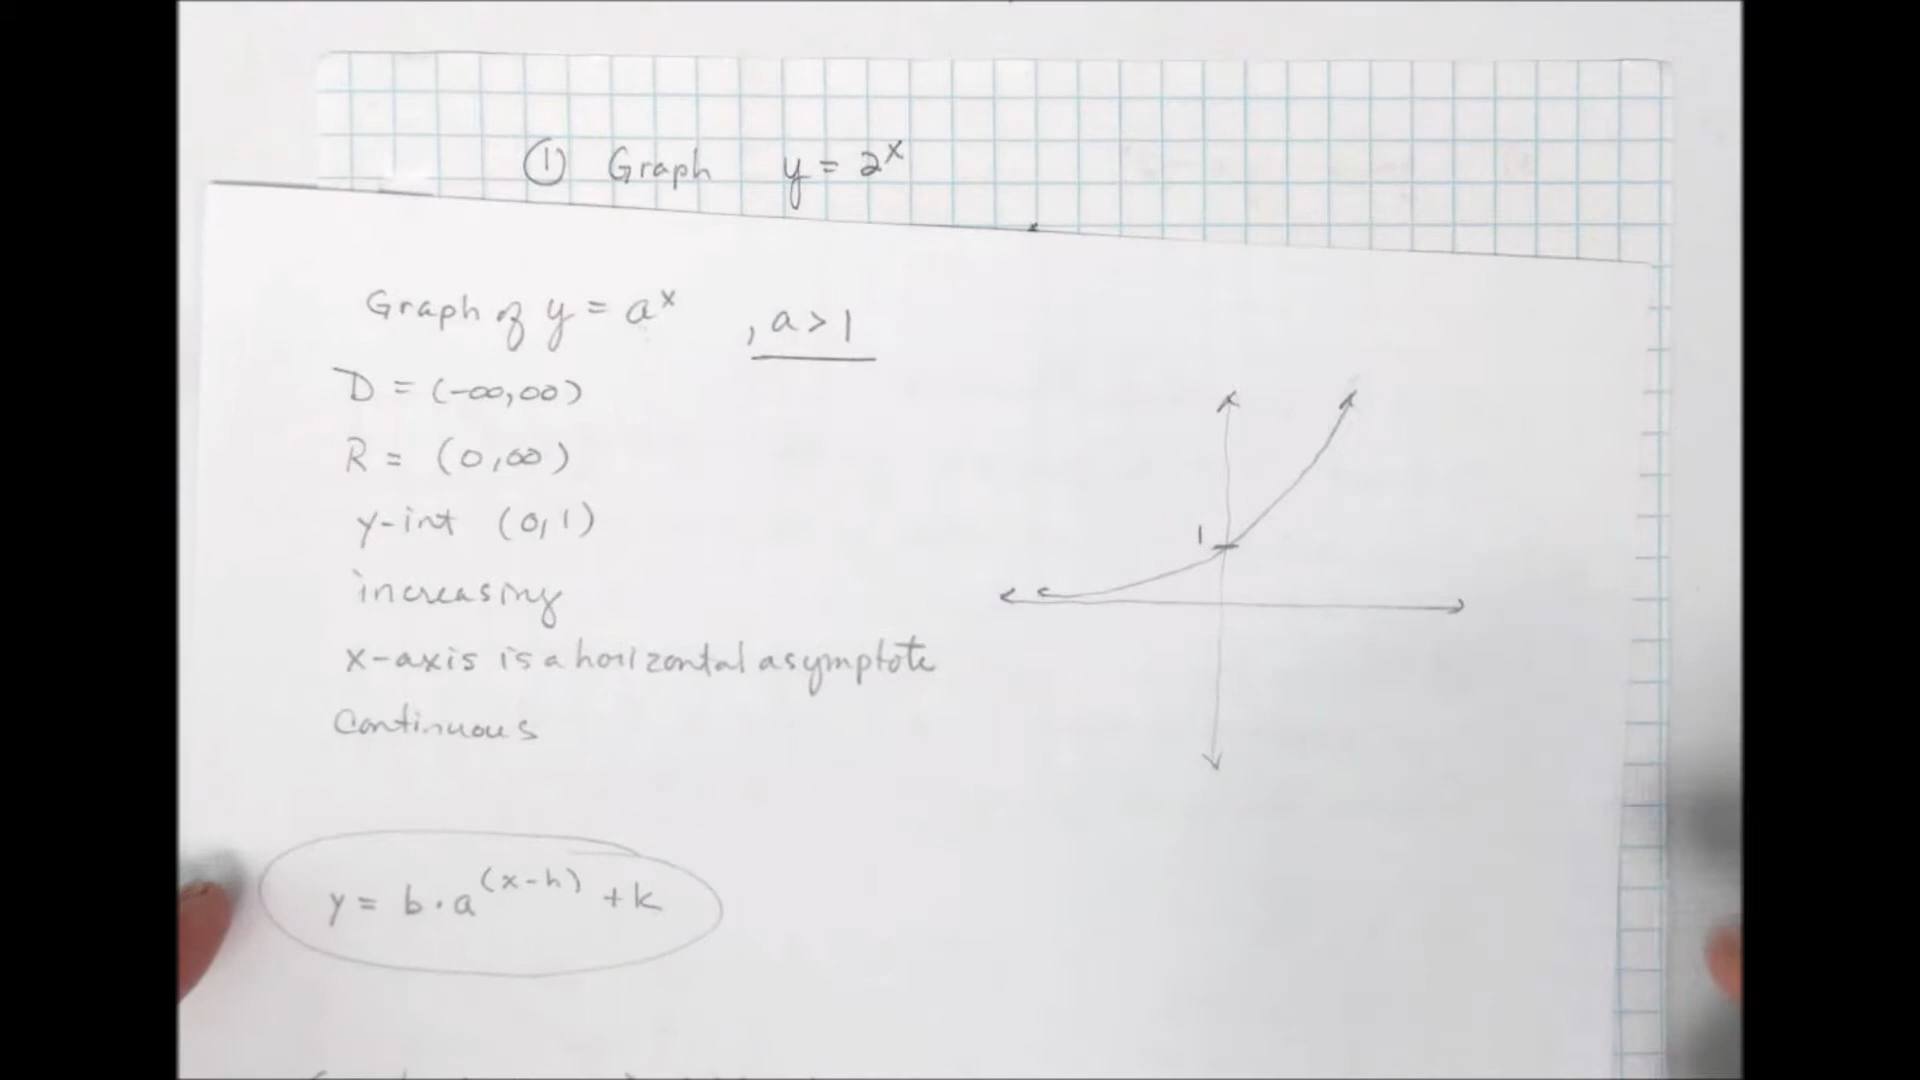 ① Graph y = 2^x
Graph of y = a^x , a > 1
D = (-∞,∞)
R = (0,∞)
y-int (0,1)
increasing
1
x-axis is a horizontal asymptote
Continuous
y = b · a^(x-h) + k